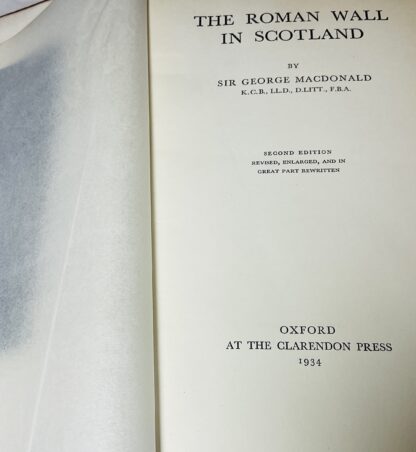 THE ROMAN WALL
IN SCOTLAND
BY
SIR GEORGE MACDONALD
K.C.B., LL.D., D.LITT., F.B.A.
SECOND EDITION
REVISED, ENLARGED, AND IN
GREAT PART REWRITTEN
OXFORD
AT THE CLARENDON PRESS
1934